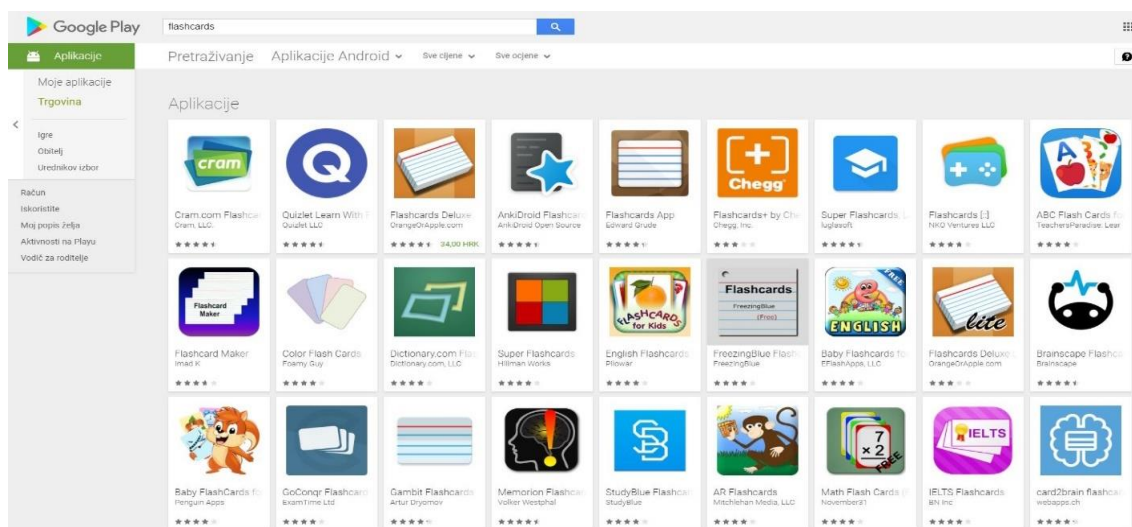 Google Play
flashcards
Aplikacije
Pretraživanje
Aplikacije Android
Sve cijene
Sve ocjene
Moje aplikacije
Trgovina
Igre
Obitelj
Urednikov izbor
Račun
Iskoristite
Moj popis želja
Aktivnosti na Playu
Vodič za roditelje
Aplikacije
cram
Q
Chegg
A
Cram.com Flashca
Quizlet Learn With
Flashcards Deluxe
AnkiDroid Flashcar
Flashcards App
Flashcards+ by Che
Super Flashcards,
Flashcards [:]
ABC Flash Cards fo
Cram, LLC.
Quizlet LLC
OrangeOrApple.com
AnkiDroid Open Source
Edward Grude
Chegg, Inc.
luglasoft
NKO Ventures LLC
TeachersParadise, Lear
34,00 HRK
Flashcard
Maker
FLASHCARDS
for Kids
Flashcards
FreezingBlue
(Free)
FREE
ENGLISH
lite
Flashcard Maker
Color Flash Cards
Dictionary.com Fla
Super Flashcards
English Flashcards
FreezingBlue Flash
Baby Flashcards fo
Flashcards Deluxe
Brainscape Flashca
Imad K
Foamy Guy
Dictionary.com, LLC
Hillman Works
Pilowar
FreezingBlue
EFlashApps, LLC
OrangeOrApple.com
Brainscape
SB
7
x 2
FREE
IELTS
Baby FlashCards fo
GoConqr Flashcard
Gambit Flashcards
Memorion Flashcar
StudyBlue Flashcar
AR Flashcards
Math Flash Cards
IELTS Flashcards
card2brain flashcar
Penguin Apps
ExamTime Ltd
Artur Dryomov
Volker Westphal
StudyBlue
Mitchlehan Media, LLC
November31
BN Inc
webapps.ch